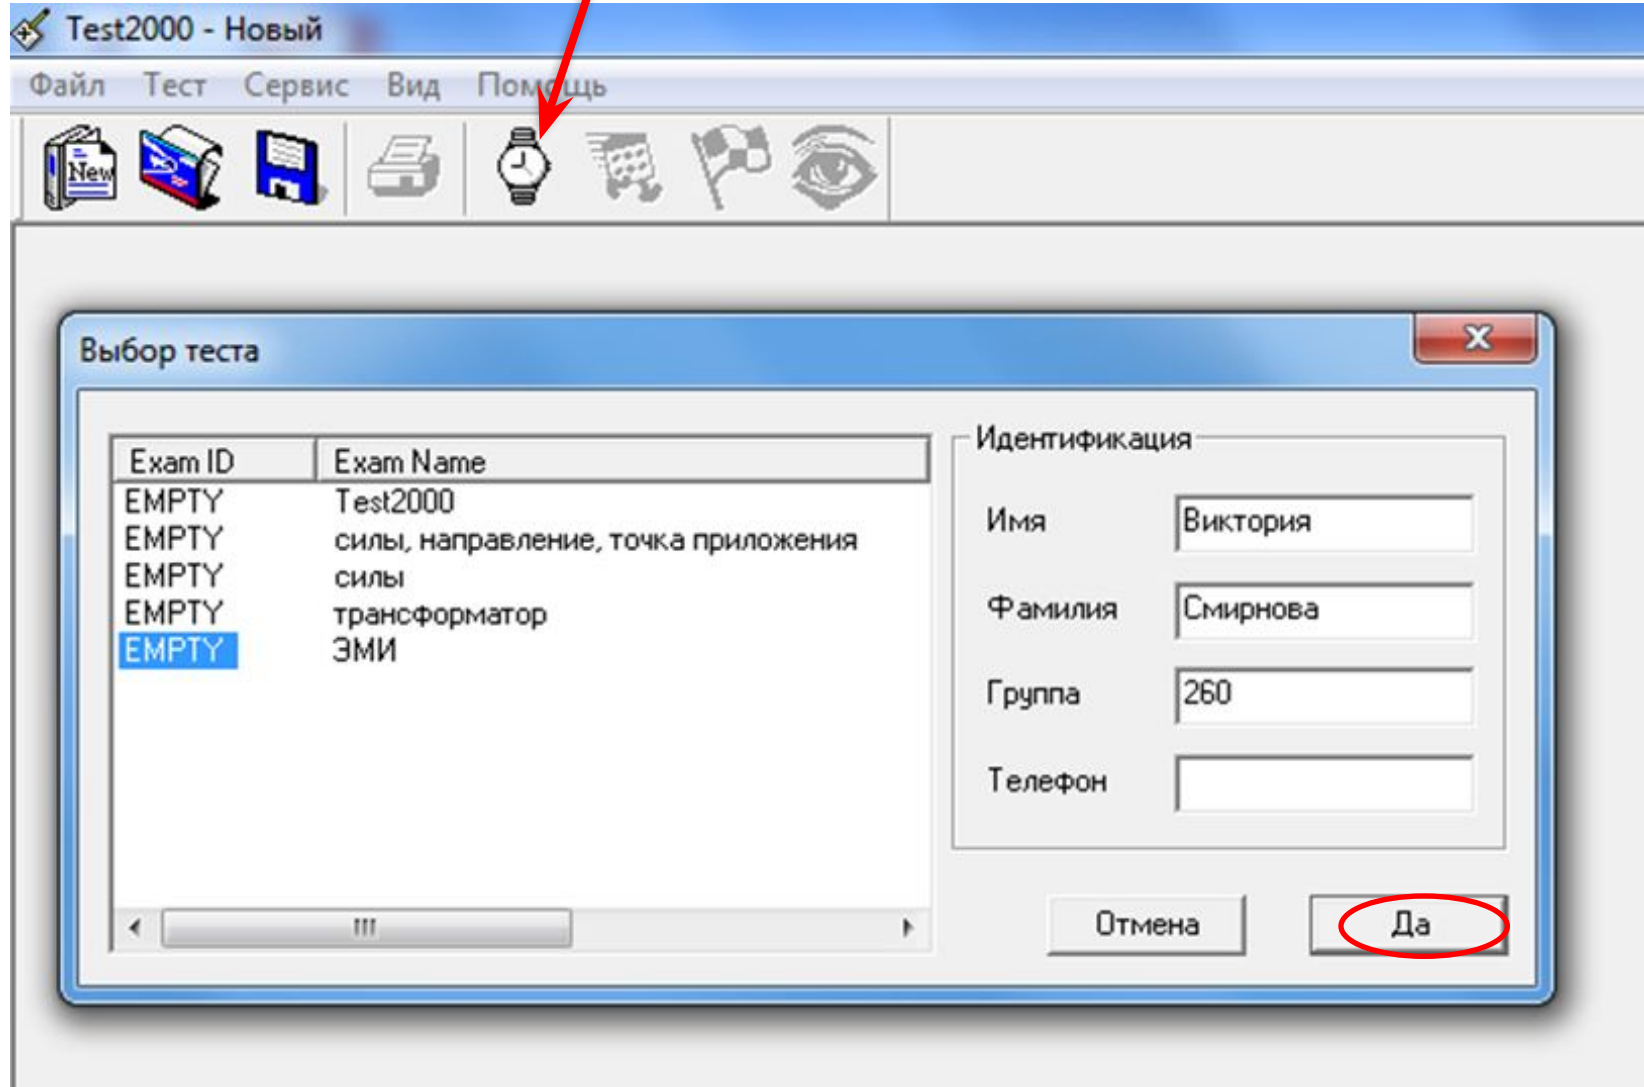 Test2000 - Новый
Файл Тест Сервис Вид Помощь
New
Выбор теста
Exam ID Exam Name
EMPTY Test2000
EMPTY силы, направление, точка приложения
EMPTY силы
EMPTY трансформатор
EMPTY ЭМИ
Идентификация
Имя Виктория
Фамилия Смирнова
Группа 260
Телефон
Отмена Да